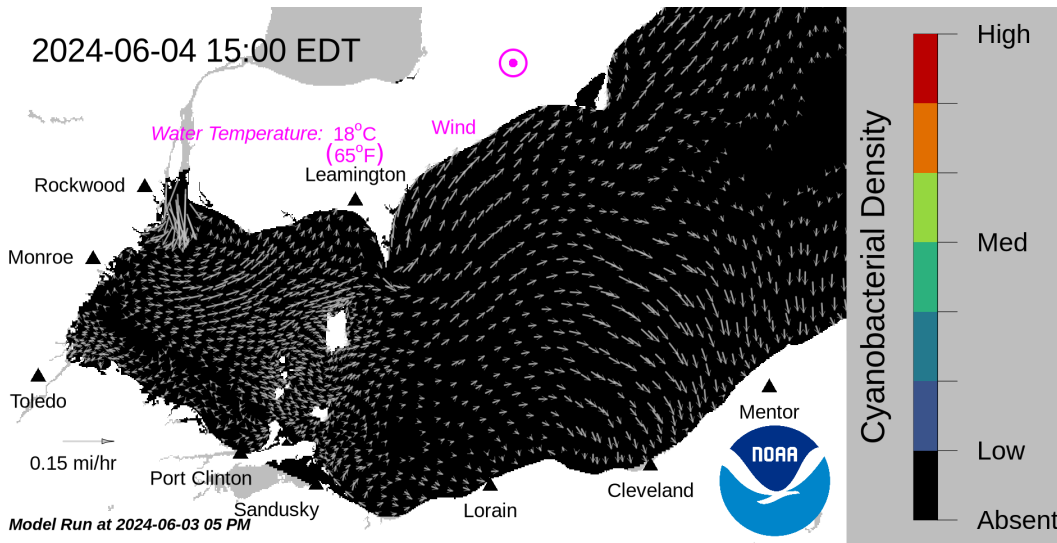 2024-06-04 15:00 EDT
Water Temperature: 18°C
(65°F)
Wind
Leamington
Rockwood
Monroe
Toledo
0.15 mi/hr
Port Clinton
Sandusky
Lorain
Cleveland
Mentor
NOAA
Model Run at 2024-06-03 05 PM
Cyanobacterial Density
High
Med
Low
Absent